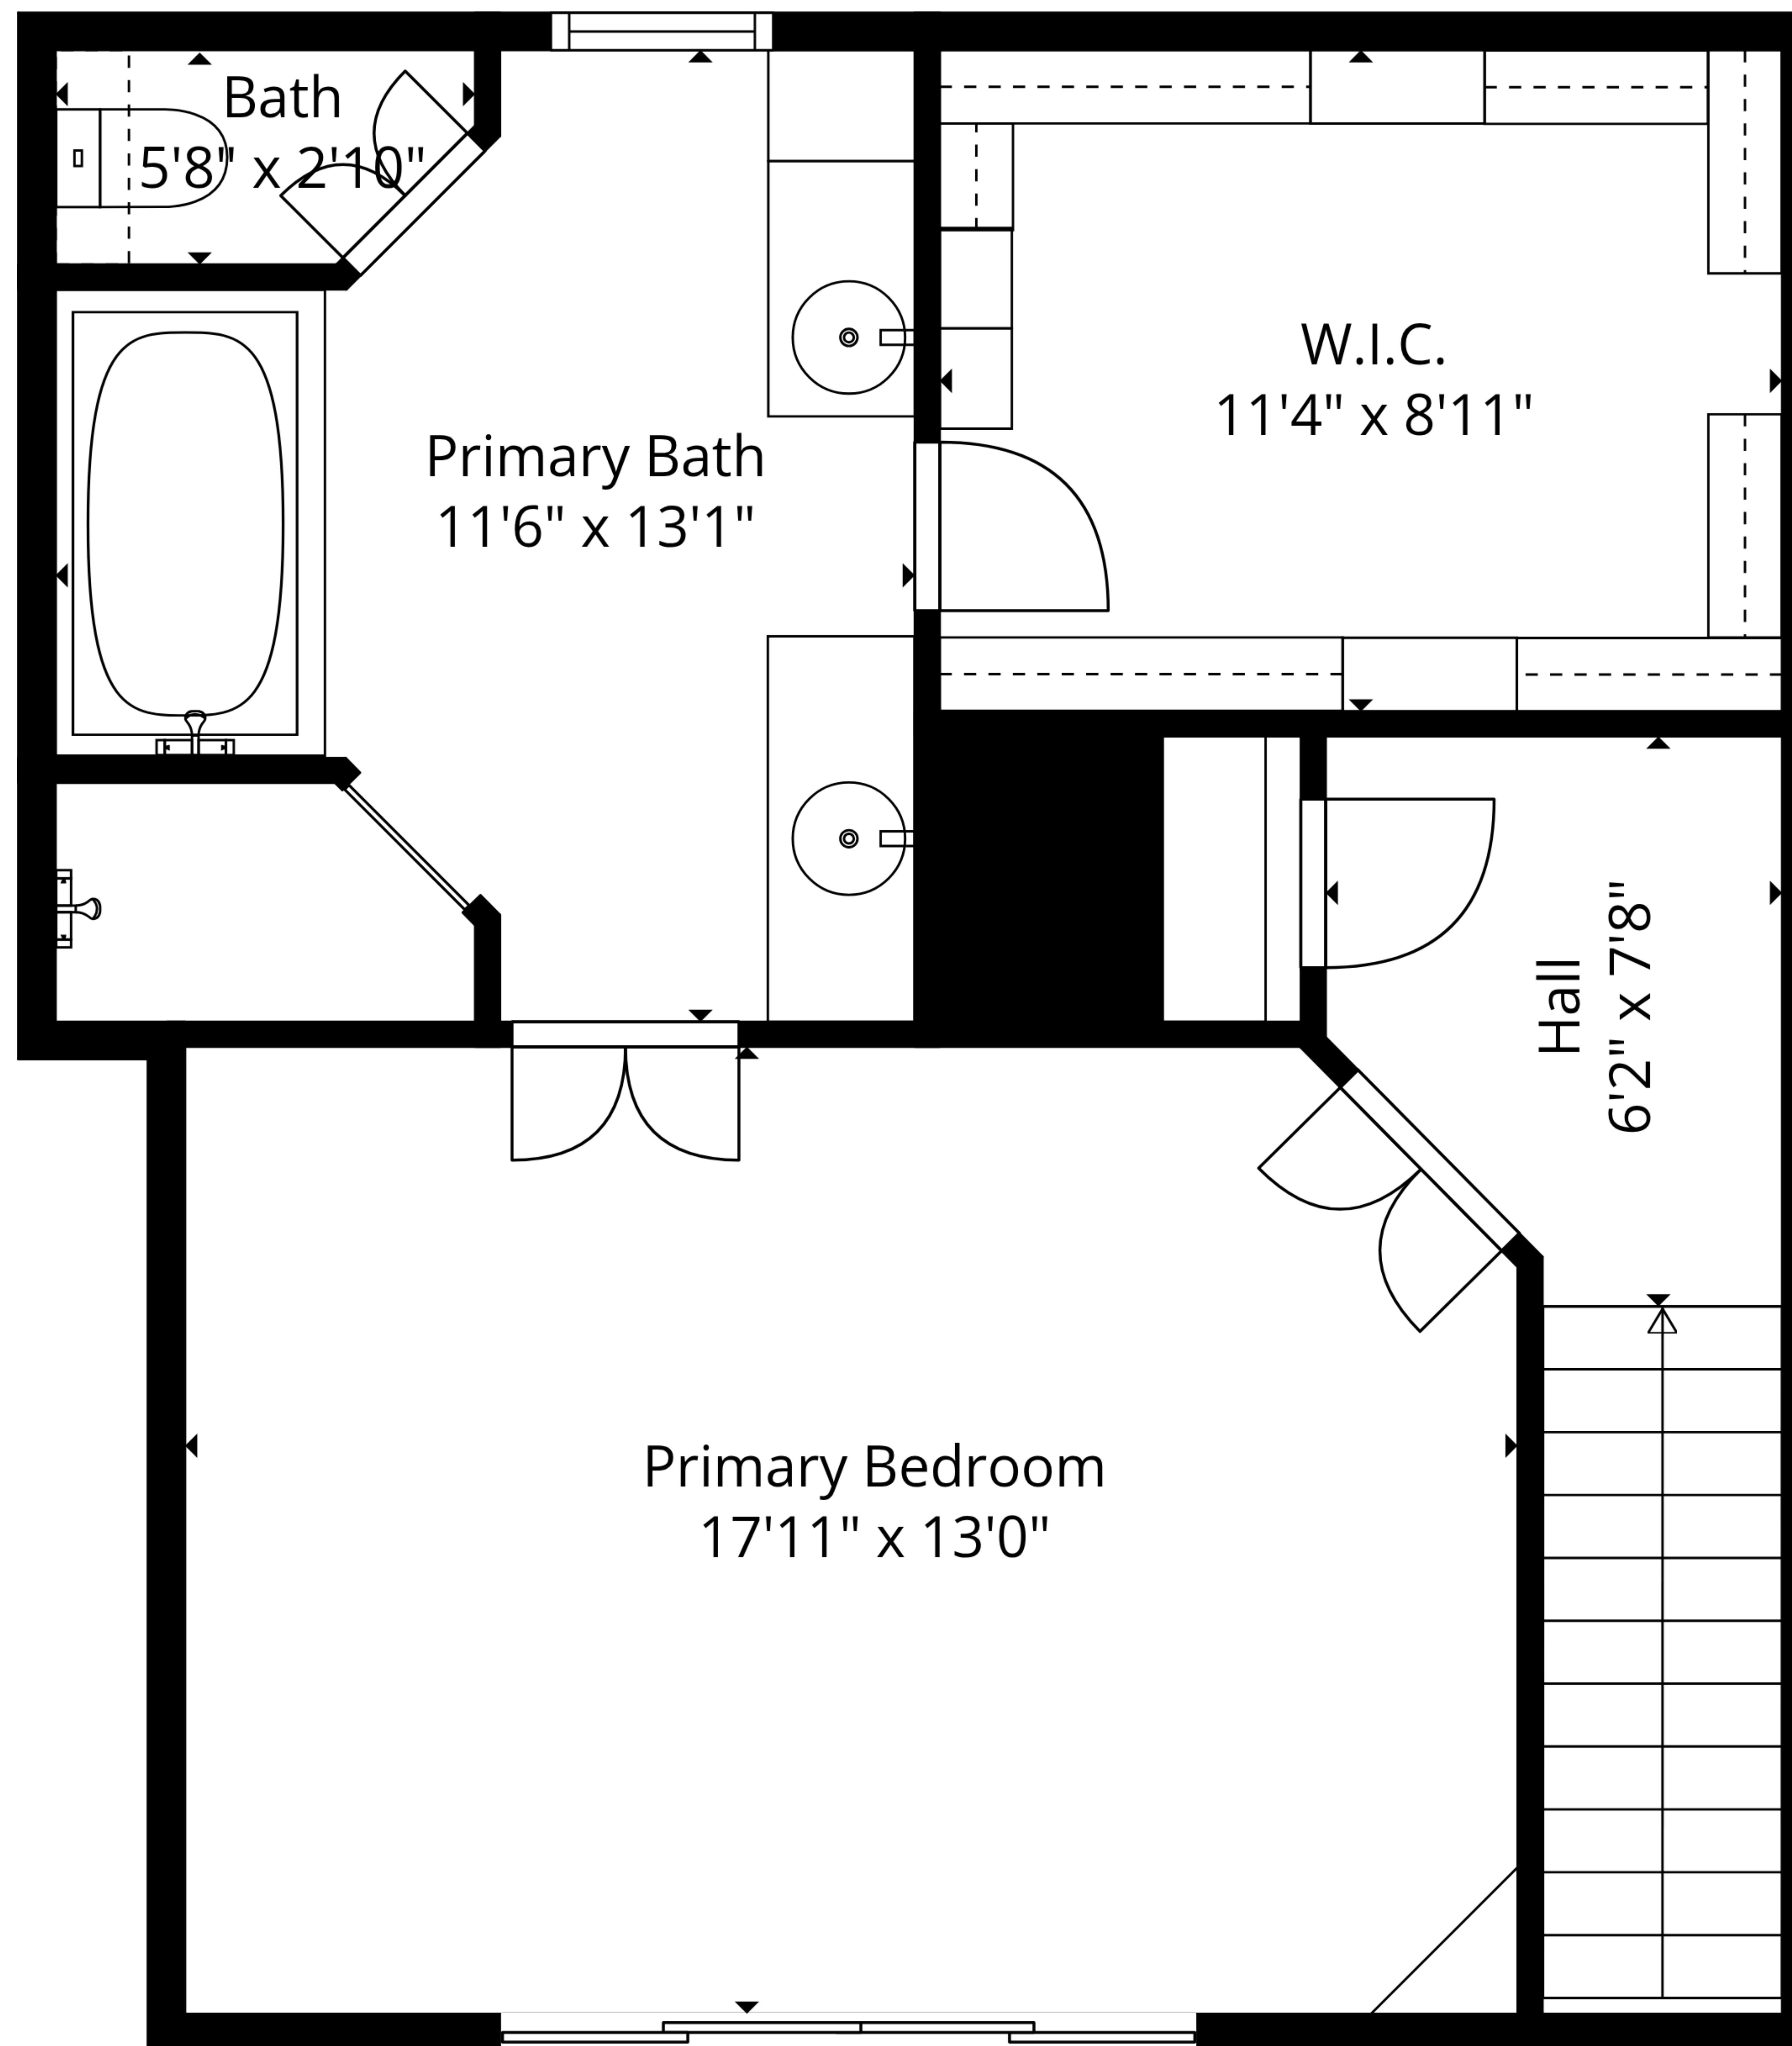 Bath
5'8" x 2'10"
W.I.C.
11'4" x 8'11"
Primary Bath
11'6" x 13'1"
Hall
6'2" x 7'8"
Primary Bedroom
17'11" x 13'0"